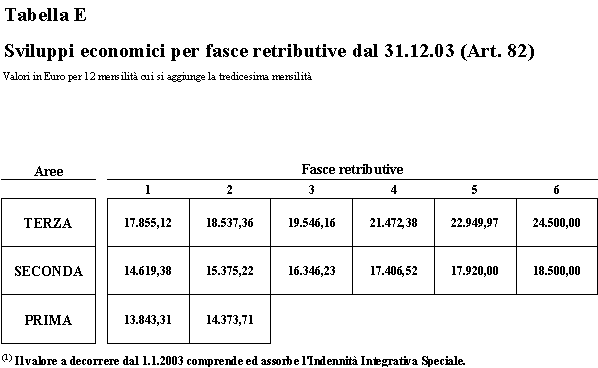 Tabella E
Sviluppi economici per fasce retributive dal 31.12.03 (Art. 82)
Valori in Euro per 12 mensilità cui si aggiunge la tredicesima mensilità
Aree Fasce retributive
1 2 3 4 5 6
TERZA 17.855,12 18.537,36 19.546,16 21.472,38 22.949,97 24.500,00
SECONDA 14.619,38 15.375,22 16.346,23 17.406,52 17.920,00 18.500,00
PRIMA 13.843,31 14.373,71
(1) Il valore a decorrere dal 1.1.2003 comprende ed assorbe l'Indennità Integrativa Speciale.